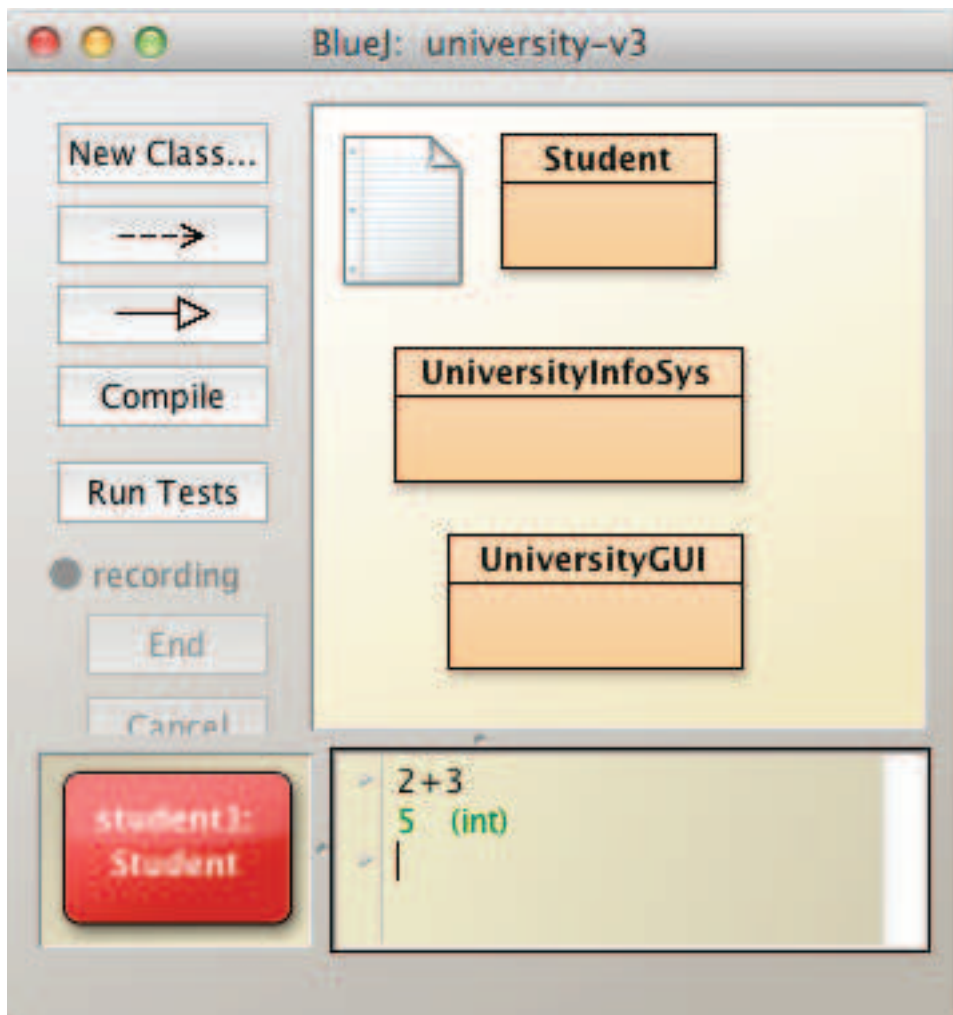 BlueJ: university-v3
New Class...
Compile
Run Tests
recording
End
Cancel
Student
UniversityInfoSys
UniversityGUI
student1:
Student
2+3
5 (int)